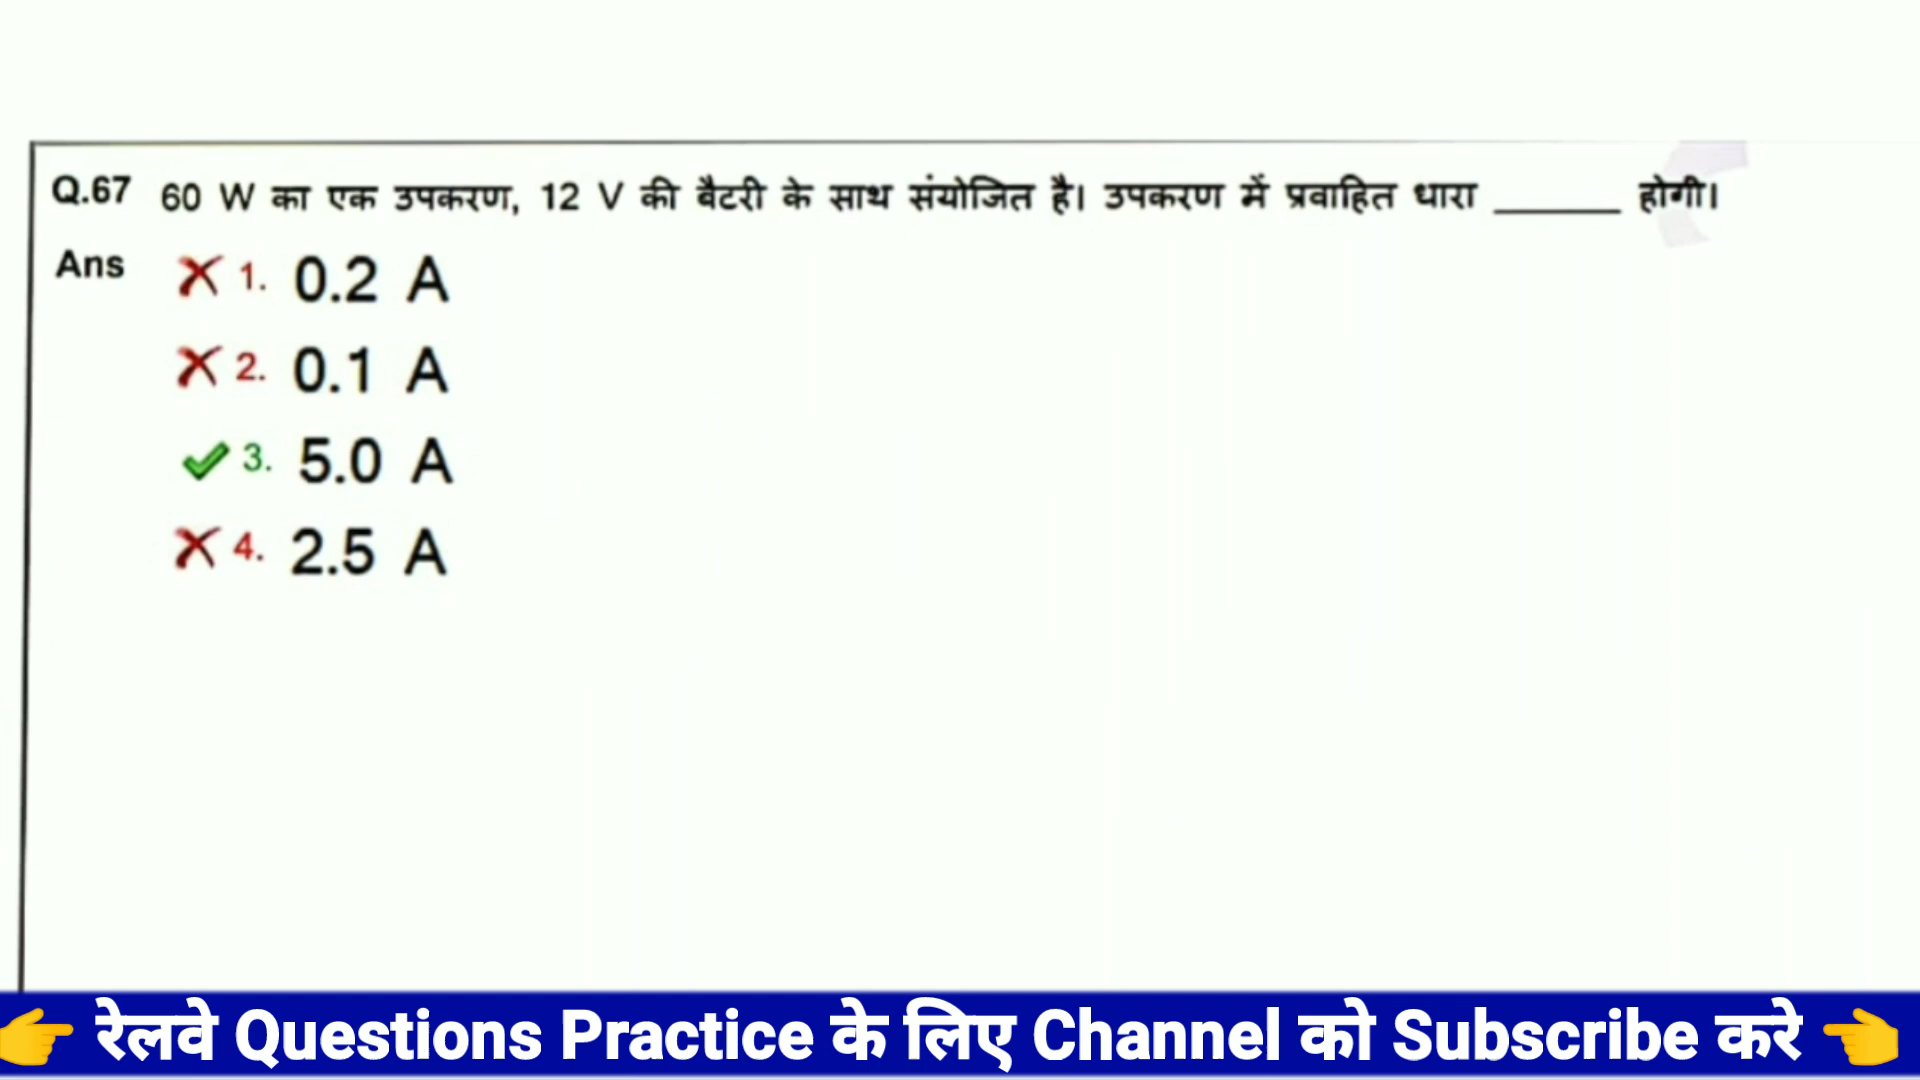 Q.67 60 W का एक उपकरण, 12 V की बैटरी के साथ संयोजित है। उपकरण में प्रवाहित धारा ______ होगी।
Ans 1. 0.2 A
2. 0.1 A
3. 5.0 A
4. 2.5 A
👉 रेलवे Questions Practice के लिए Channel को Subscribe करे 👈